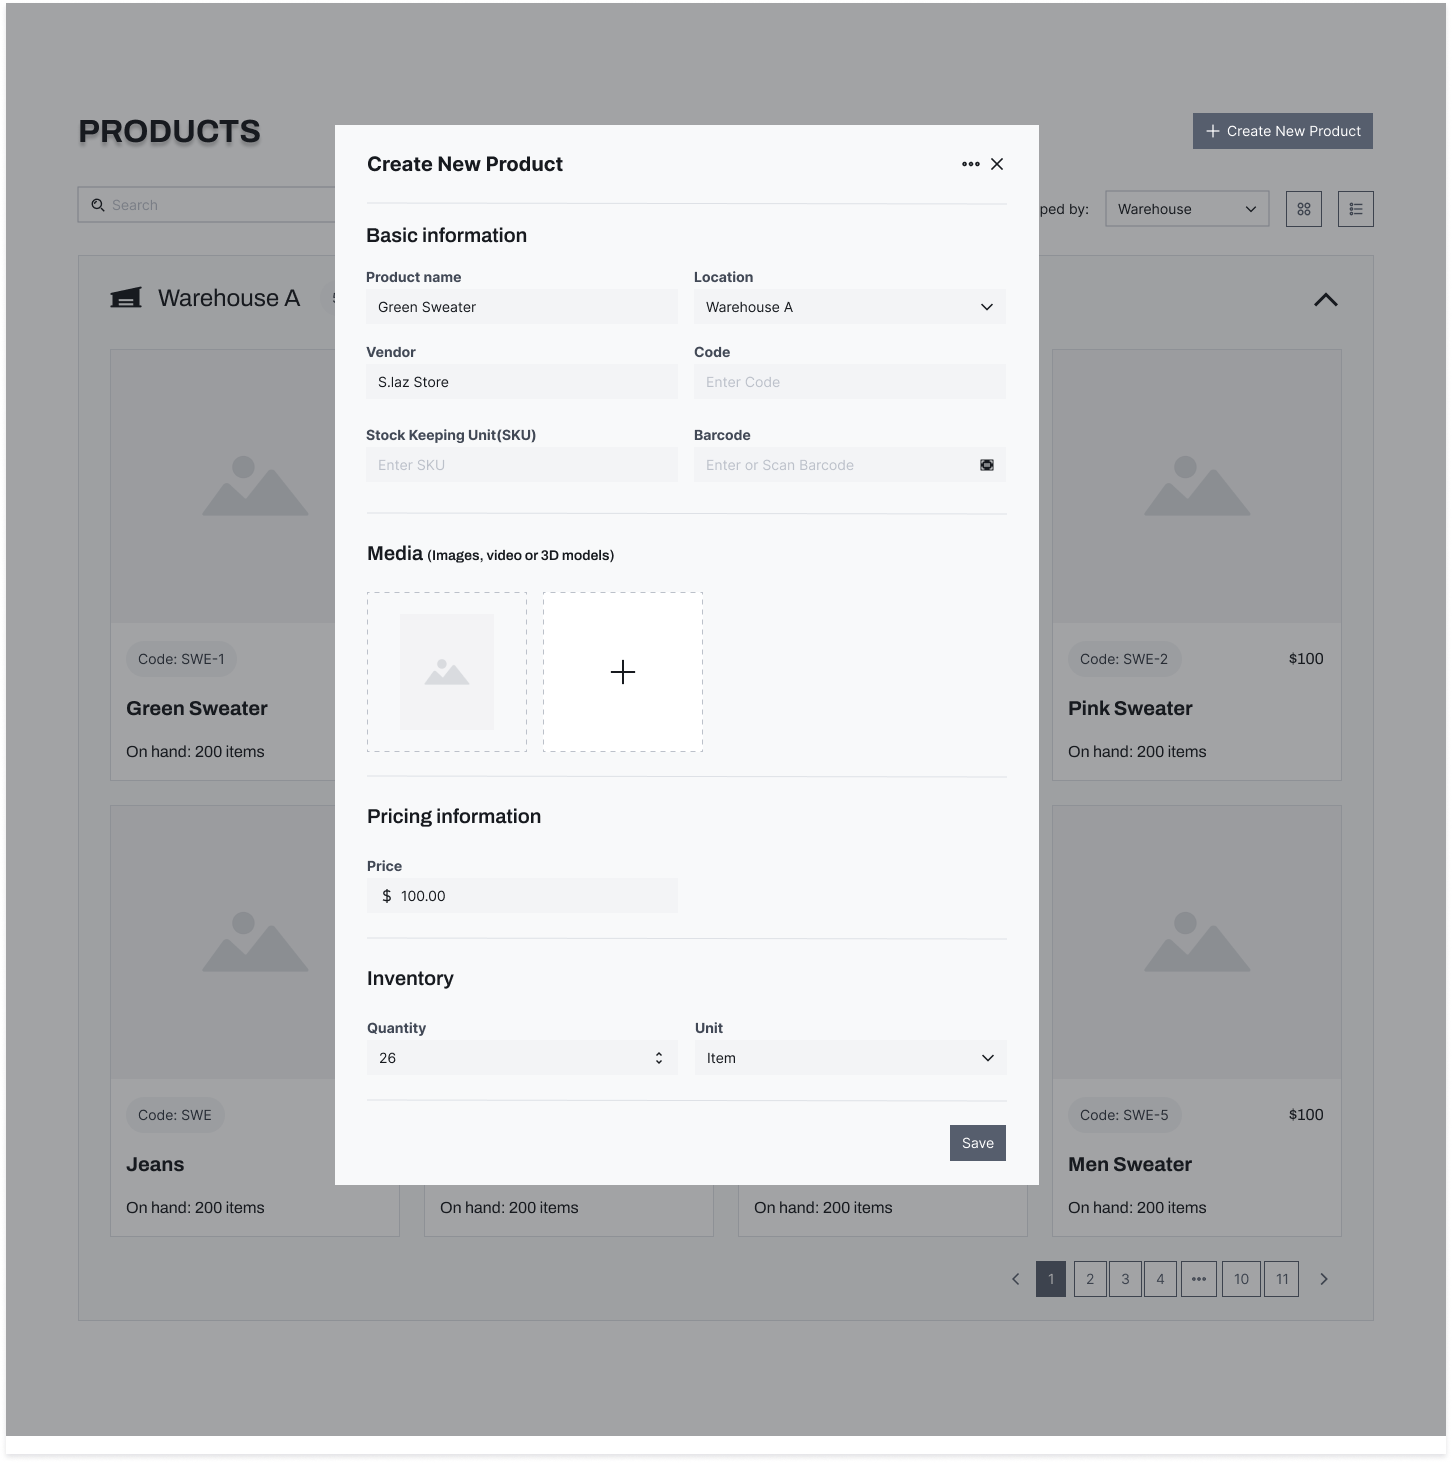 PRODUCTS
+ Create New Product
Search
ped by:
Warehouse
Warehouse A
Create New Product
Basic information
Product name
Location
Green Sweater
Warehouse A
Vendor
Code
S.laz Store
Enter Code
Stock Keeping Unit(SKU)
Barcode
Enter SKU
Enter or Scan Barcode
Media (Images, video or 3D models)
Pricing information
Price
$ 100.00
Inventory
Quantity
Unit
26
Item
Save
Code: SWE-1
Green Sweater
On hand: 200 items
Code: SWE-2
$100
Pink Sweater
On hand: 200 items
Code: SWE
Jeans
On hand: 200 items
On hand: 200 items
On hand: 200 items
Code: SWE-5
$100
Men Sweater
On hand: 200 items
1 2 3 4 ••• 10 11